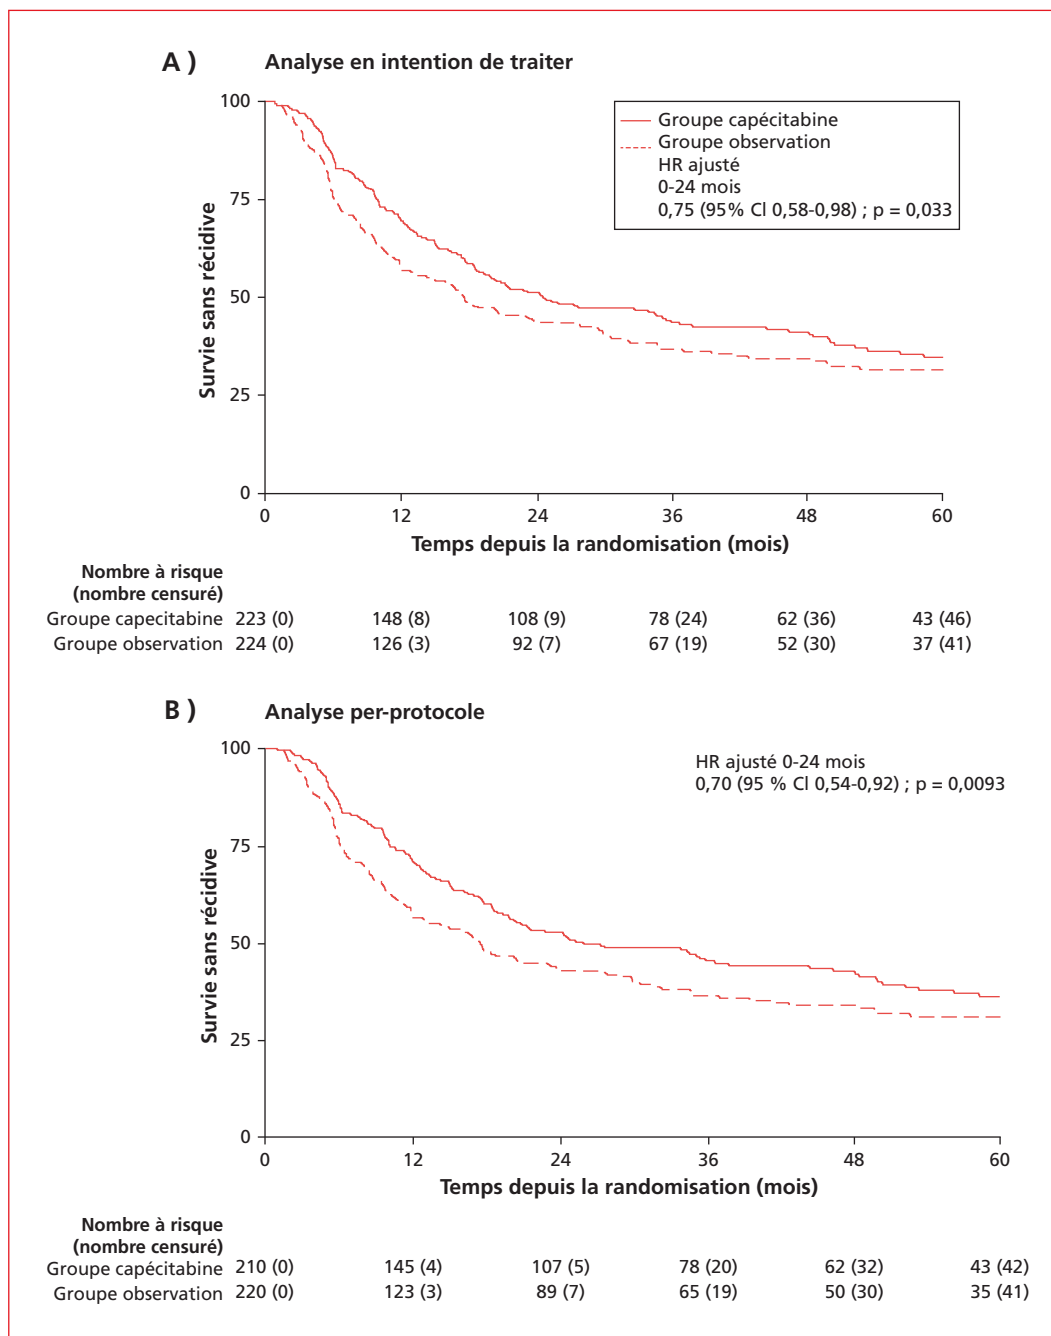 A ) Analyse en intention de traiter
100
75
50
25
0
Survie sans récidive
Groupe capécitabine
Groupe observation
HR ajusté
0-24 mois
0,75 (95% CI 0,58-0,98) ; p = 0,033
0 12 24 36 48 60
Temps depuis la randomisation (mois)
Nombre à risque
(nombre censuré)
Groupe capecitabine 223 (0) 148 (8) 108 (9) 78 (24) 62 (36) 43 (46)
Groupe observation 224 (0) 126 (3) 92 (7) 67 (19) 52 (30) 37 (41)
B ) Analyse per-protocole
100
75
50
25
0
Survie sans récidive
HR ajusté 0-24 mois
0,70 (95 % CI 0,54-0,92) ; p = 0,0093
0 12 24 36 48 60
Temps depuis la randomisation (mois)
Nombre à risque
(nombre censuré)
Groupe capécitabine 210 (0) 145 (4) 107 (5) 78 (20) 62 (32) 43 (42)
Groupe observation 220 (0) 123 (3) 89 (7) 65 (19) 50 (30) 35 (41)